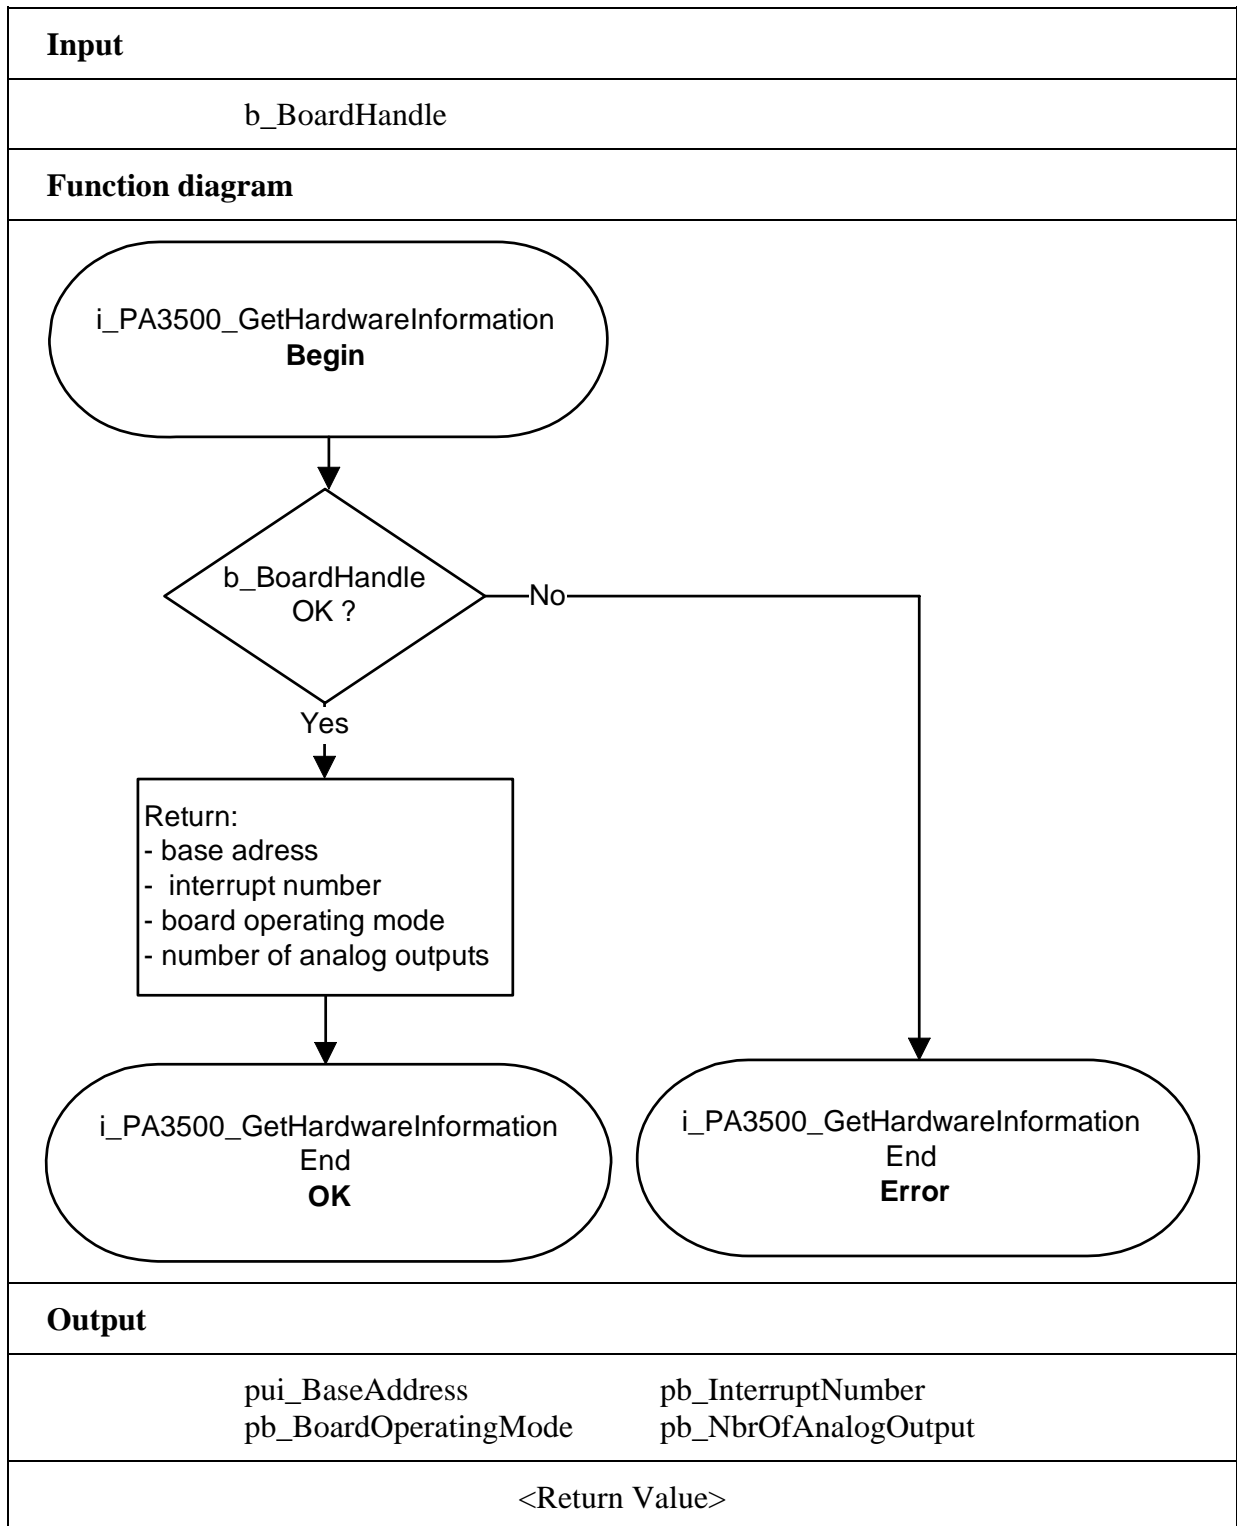 Input
b_BoardHandle
Function diagram
i_PA3500_GetHardwareInformation
Begin
b_BoardHandle
OK ?
No
Yes
Return:
- base adress
-  interrupt number
- board operating mode
- number of analog outputs
i_PA3500_GetHardwareInformation
End
OK
i_PA3500_GetHardwareInformation
End
Error
Output
pui_BaseAddress pb_InterruptNumber
pb_BoardOperatingMode pb_NbrOfAnalogOutput
<Return Value>